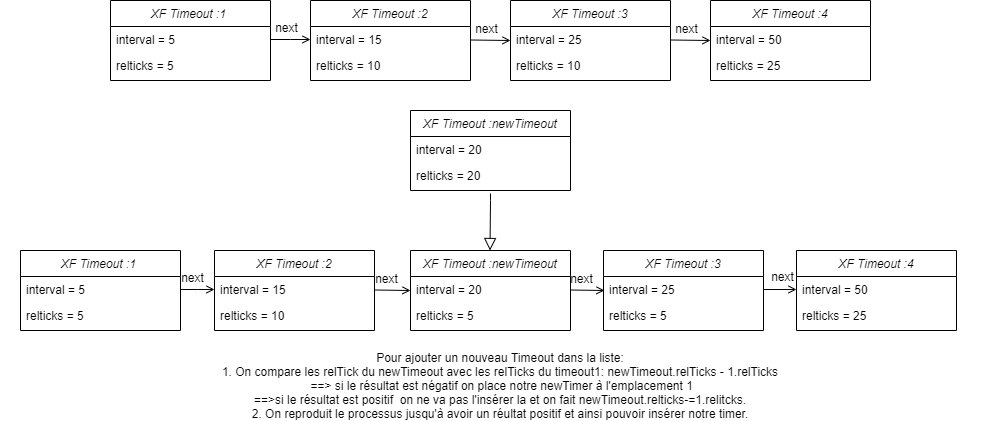 XF Timeout :1
interval = 5
relticks = 5
next
XF Timeout :2
interval = 15
relticks = 10
next
XF Timeout :3
interval = 25
relticks = 10
next
XF Timeout :4
interval = 50
relticks = 25
XF Timeout :newTimeout
interval = 20
relticks = 20
XF Timeout :1
interval = 5
relticks = 5
next
XF Timeout :2
interval = 15
relticks = 10
next
XF Timeout :newTimeout
interval = 20
relticks = 5
next
XF Timeout :3
interval = 25
relticks = 5
next
XF Timeout :4
interval = 50
relticks = 25
Pour ajouter un nouveau Timeout dans la liste:
1. On compare les relTick du newTimeout avec les relTicks du timeout1: newTimeout.relTicks - 1.relTicks
==> si le résultat est négatif on place notre newTimer à l'emplacement 1
==>si le résultat est positif on ne va pas l'insérer la et on fait newTimeout.relticks-=1.relitcks.
2. On reproduit le processus jusqu'à avoir un réultat positif et ainsi pouvoir insérer notre timer.